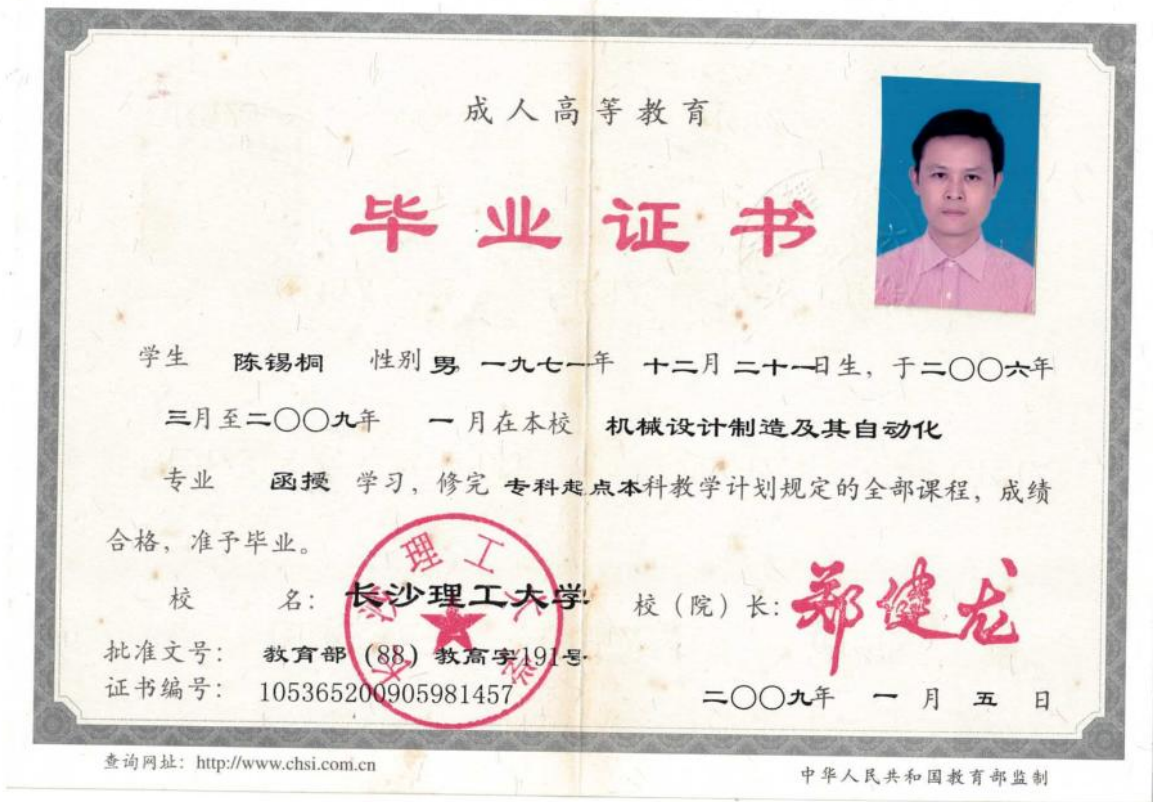 成人高等教育
毕业证书
学生 陈锡桐 性别 男, 一九七一年 十二月 二十一日生, 于二〇〇六年
三月至二〇〇九年 一月在本校 机械设计制造及其自动化
专业 函授 学习, 修完 专科起点本科教学计划规定的全部课程, 成绩
合格, 准予毕业。
校 名: 长沙理工大学 校(院)长: 郑健龙
长沙理工大学
批准文号: 教育部 (88) 教高字191号
证书编号: 105365200905981457
二〇〇九年 一月五日
查询网址: http://www.chsi.com.cn
中华人民共和国教育部监制